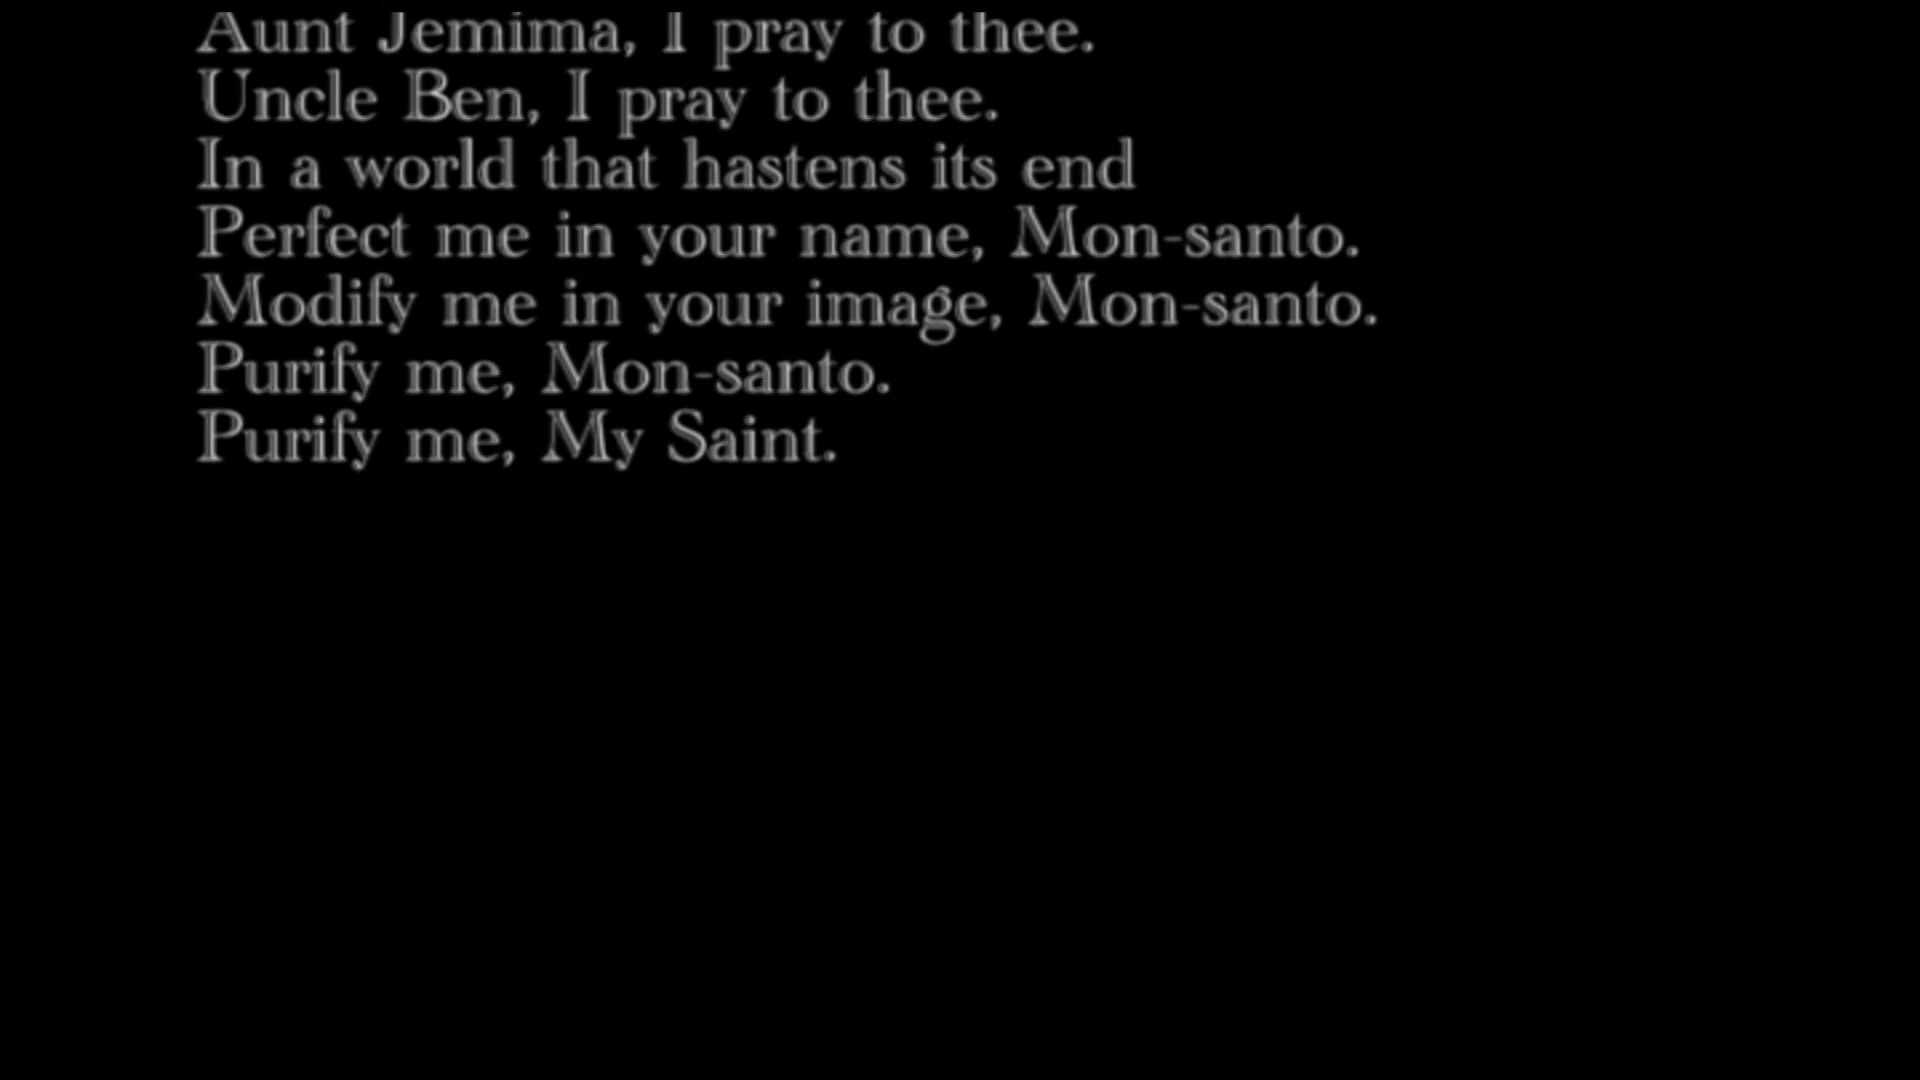 Aunt Jemima, I pray to thee.
Uncle Ben, I pray to thee.
In a world that hastens its end
Perfect me in your name, Mon-santo.
Modify me in your image, Mon-santo.
Purify me, Mon-santo.
Purify me, My Saint.